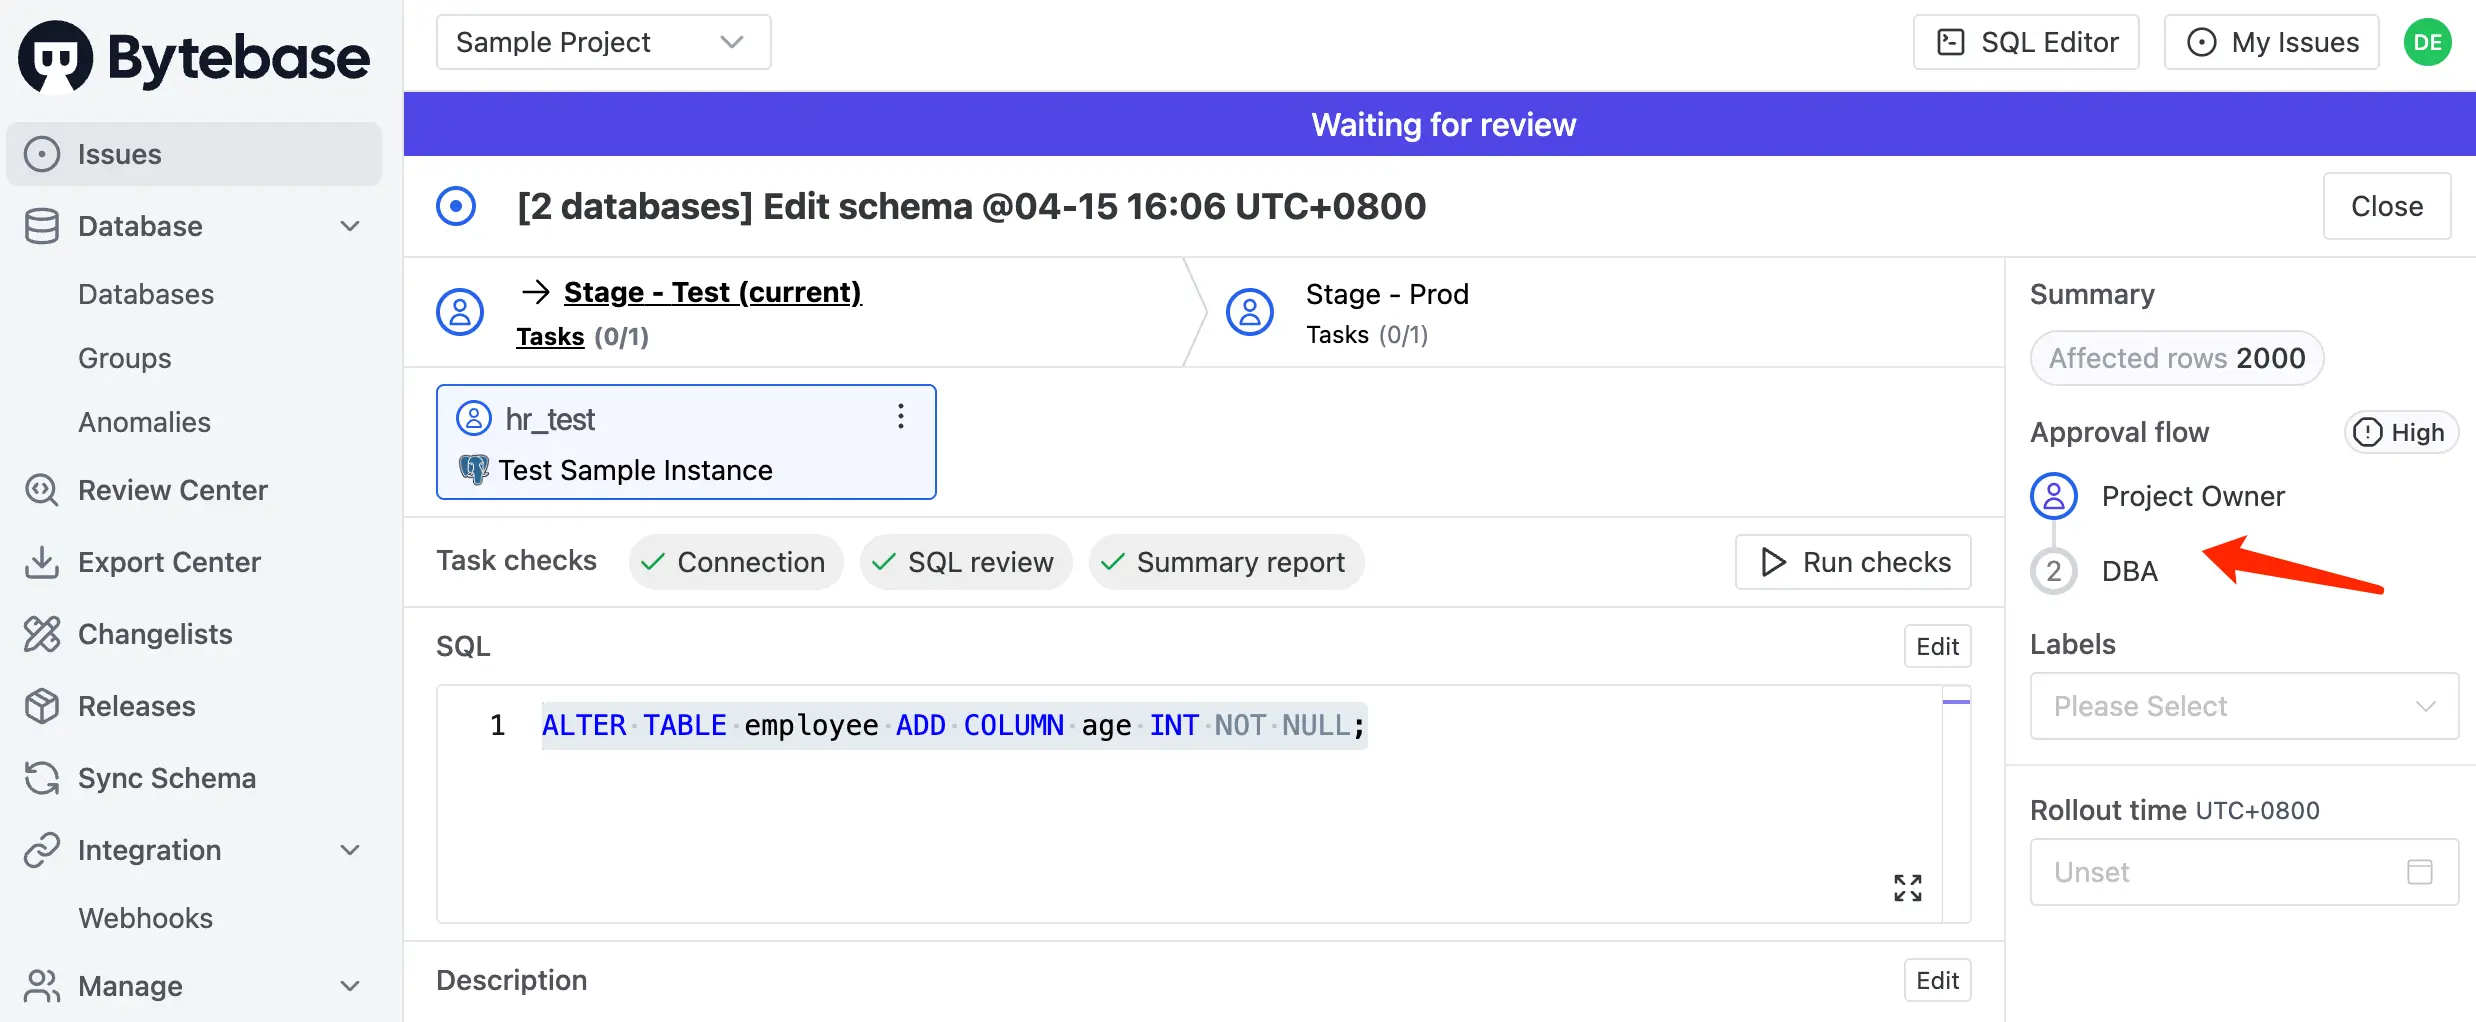 Bytebase
Sample Project
SQL Editor
My Issues
DE
Waiting for review
Issues
Database
Databases
Groups
Anomalies
Review Center
Export Center
Changelists
Releases
Sync Schema
Integration
Webhooks
Manage
[2 databases] Edit schema @04-15 16:06 UTC+0800
Close
Stage - Test (current)
Tasks (0/1)
Stage - Prod
Tasks (0/1)
hr_test
Test Sample Instance
Task checks
Connection
SQL review
Summary report
Run checks
SQL
Edit
1 ALTER TABLE employee ADD COLUMN age INT NOT NULL;
Description
Edit
Summary
Affected rows 2000
Approval flow
High
Project Owner
2 DBA
Labels
Please Select
Rollout time UTC+0800
Unset